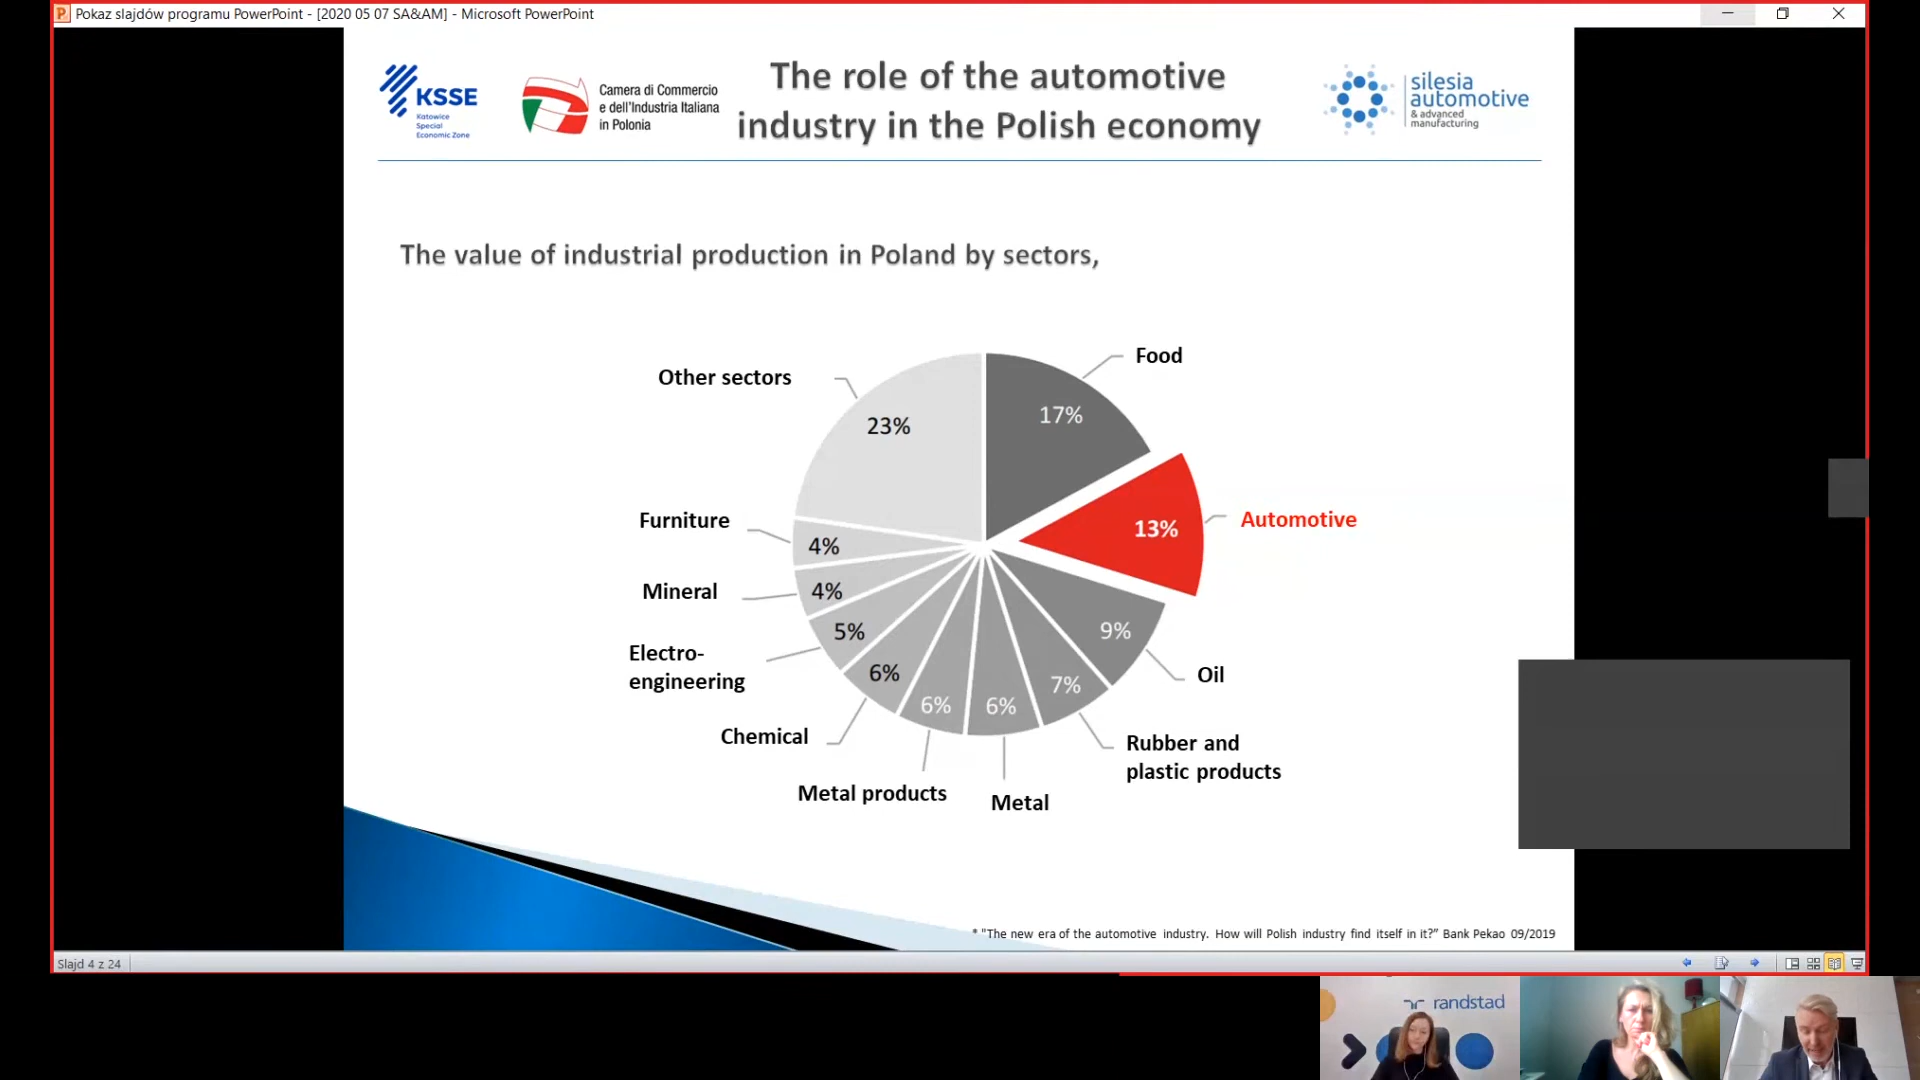 Pokaz slajdów programu PowerPoint - [2020 05 07 SA&AM] - Microsoft PowerPoint
KSSE
Katowice
Special
Economic Zone
Camera di Commercio
e dell'Industria Italiana
in Polonia
The role of the automotive
industry in the Polish economy
silesia
automotive
& advanced
manufacturing
The value of industrial production in Poland by sectors,
Food
17%
Automotive
13%
Oil
9%
Rubber and
plastic products
7%
Metal
6%
Metal products
6%
Chemical
6%
Electro-
engineering
5%
Mineral
4%
Furniture
4%
Other sectors
23%
* "The new era of the automotive industry. How will Polish industry find itself in it?” Bank Pekao 09/2019
Slajd 4 z 24
randstad